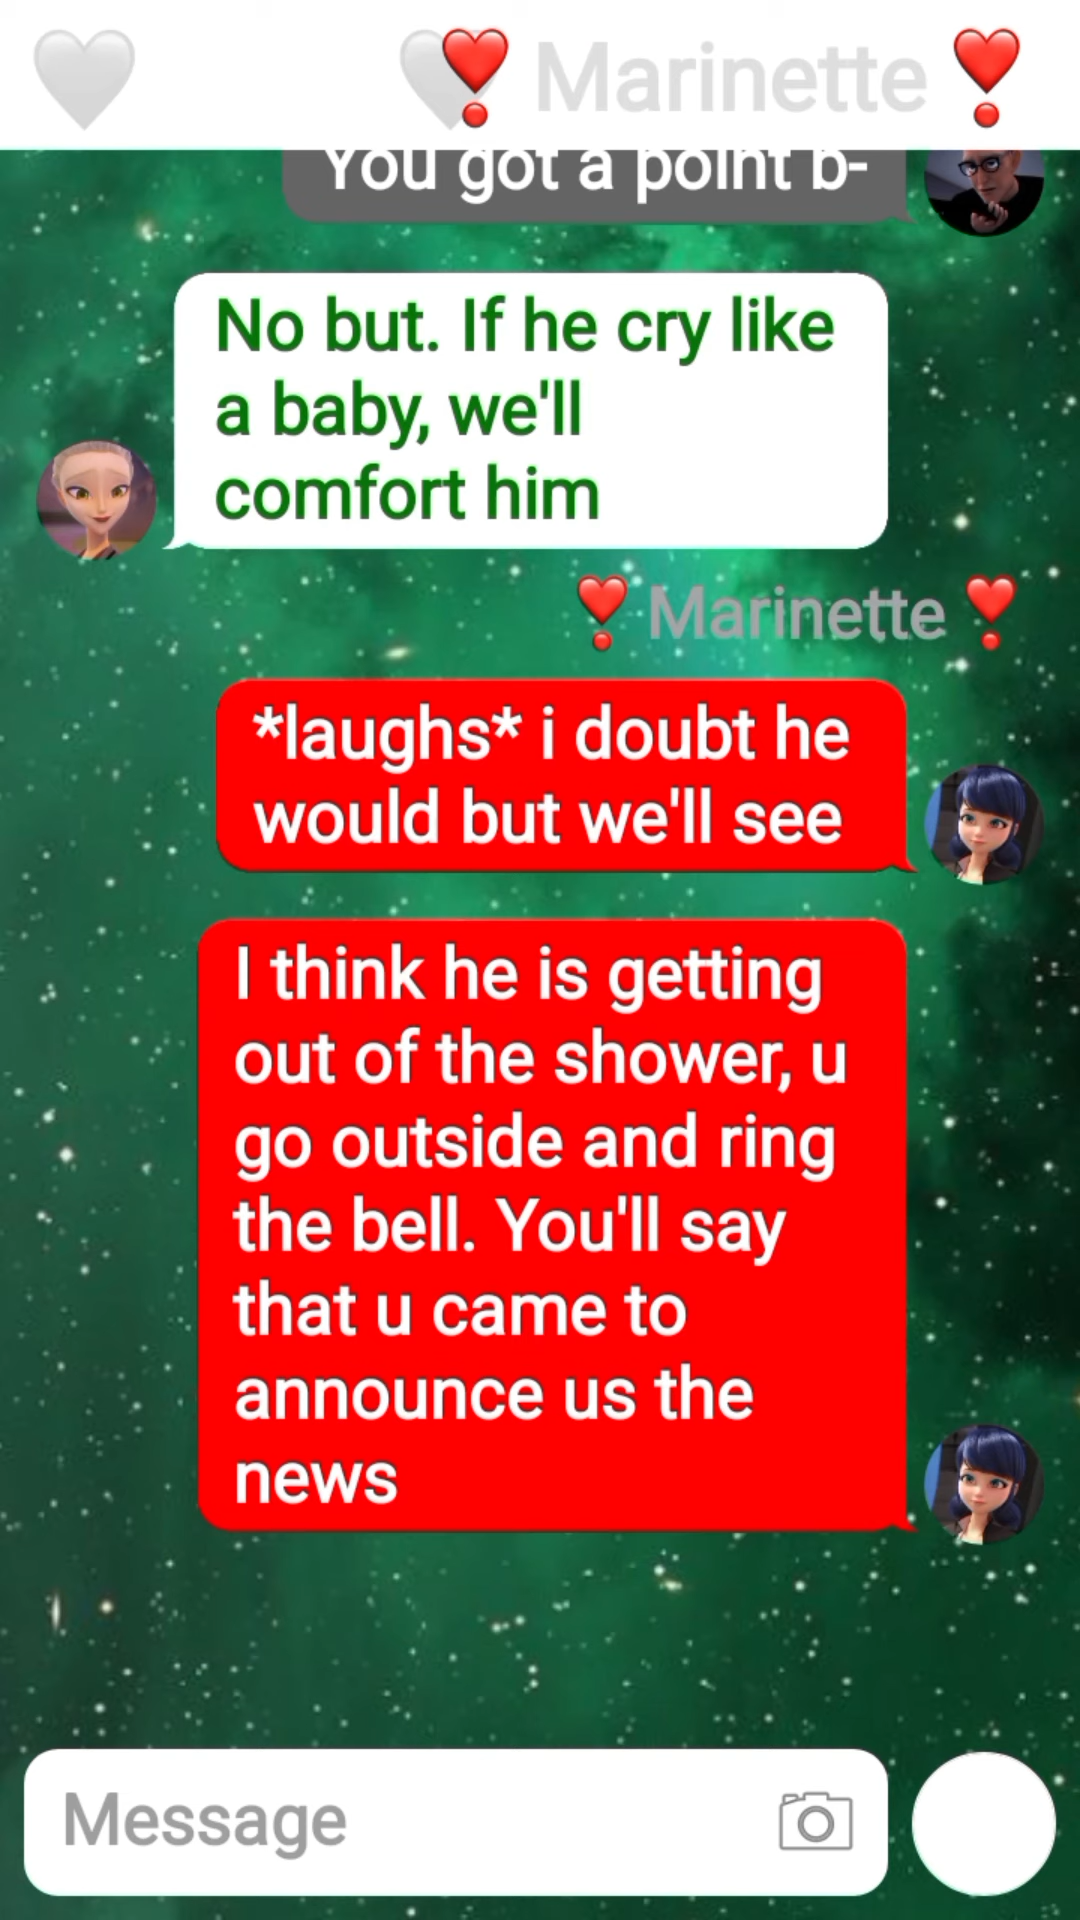 ❣ Marinette ❣
You got a point b-
No but. If he cry like
a baby, we'll
comfort him
❣ Marinette ❣
*laughs* i doubt he
would but we'll see
I think he is getting
out of the shower, u
go outside and ring
the bell. You'll say
that u came to
announce us the
news
Message